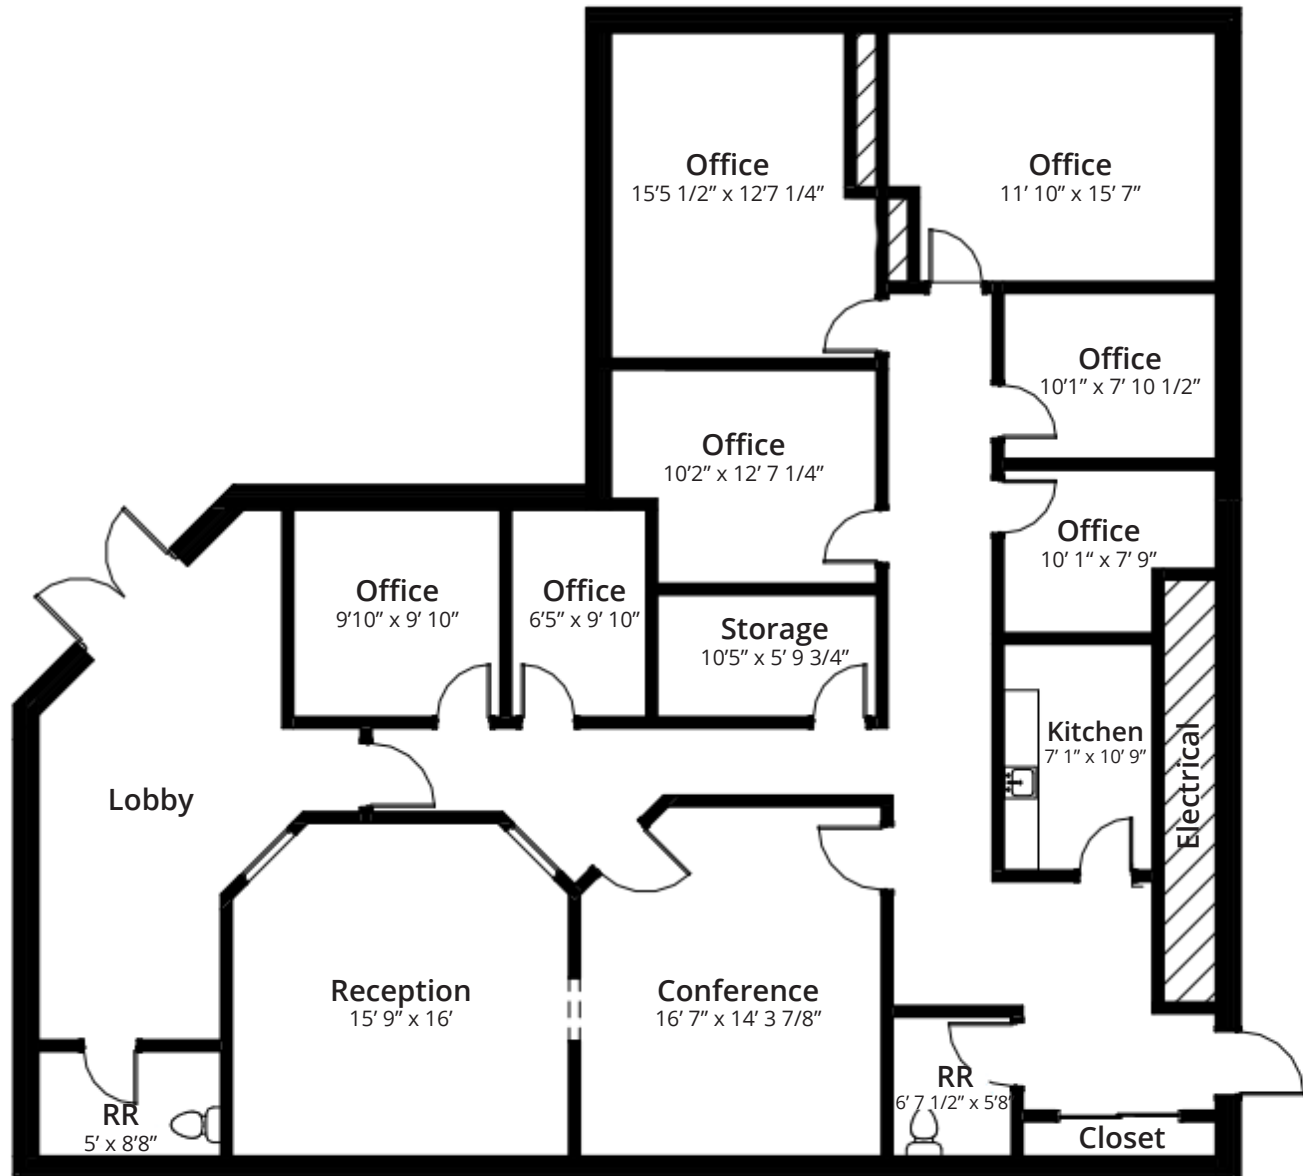 Office
15'5 1/2” x 12'7 1/4”
Office
11’ 10” x 15’ 7”
Office
10'1” x 7’ 10 1/2”
Office
10'2” x 12’ 7 1/4”
Office
10’ 1“ x 7’ 9”
Office
9'10” x 9’ 10”
Office
6'5” x 9’ 10”
Storage
10'5” x 5’ 9 3/4”
Kitchen
7’ 1” x 10’ 9”
Electrical
Lobby
Reception
15’ 9” x 16’
Conference
16’ 7” x 14’ 3 7/8”
RR
6’ 7 1/2” x 5'8”
RR
5’ x 8'8”
Closet